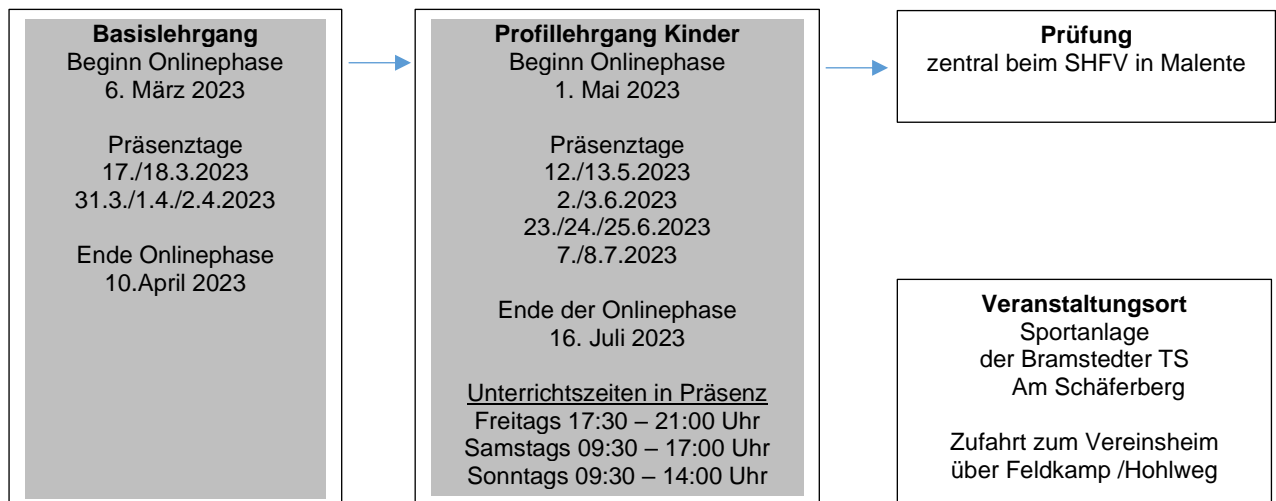 Basislehrgang
Beginn Onlinephase
6. März 2023
Präsenztage
17./18.3.2023
31.3./1.4./2.4.2023
Ende Onlinephase
10.April 2023
Profillehrgang Kinder
Beginn Onlinephase
1. Mai 2023
Präsenztage
12./13.5.2023
2./3.6.2023
23./24./25.6.2023
7./8.7.2023
Ende der Onlinephase
16. Juli 2023
Unterrichtszeiten in Präsenz
Freitags 17:30 – 21:00 Uhr
Samstags 09:30 – 17:00 Uhr
Sonntags 09:30 – 14:00 Uhr
Prüfung
zentral beim SHFV in Malente
Veranstaltungsort
Sportanlage
der Bramstedter TS
Am Schäferberg
Zufahrt zum Vereinsheim
über Feldkamp /Hohlweg